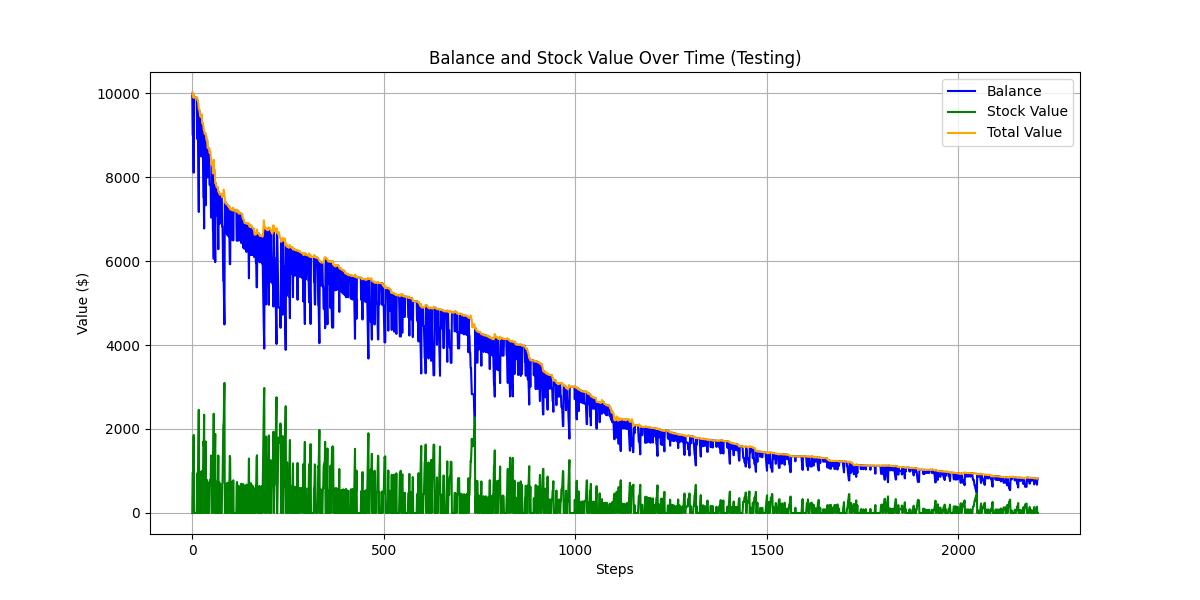 Balance and Stock Value Over Time (Testing)
Balance
Stock Value
Total Value
10000
8000
6000
4000
2000
0
Value ($)
0 500 1000 1500 2000
Steps